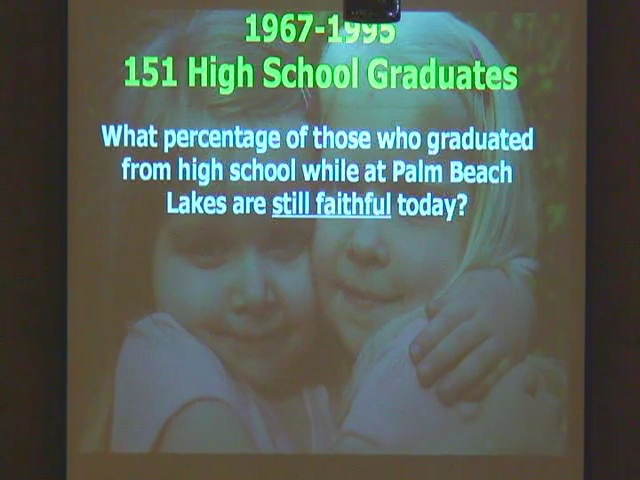 1967-1995
151 High School Graduates
What percentage of those who graduated
from high school while at Palm Beach
Lakes are still faithful today?